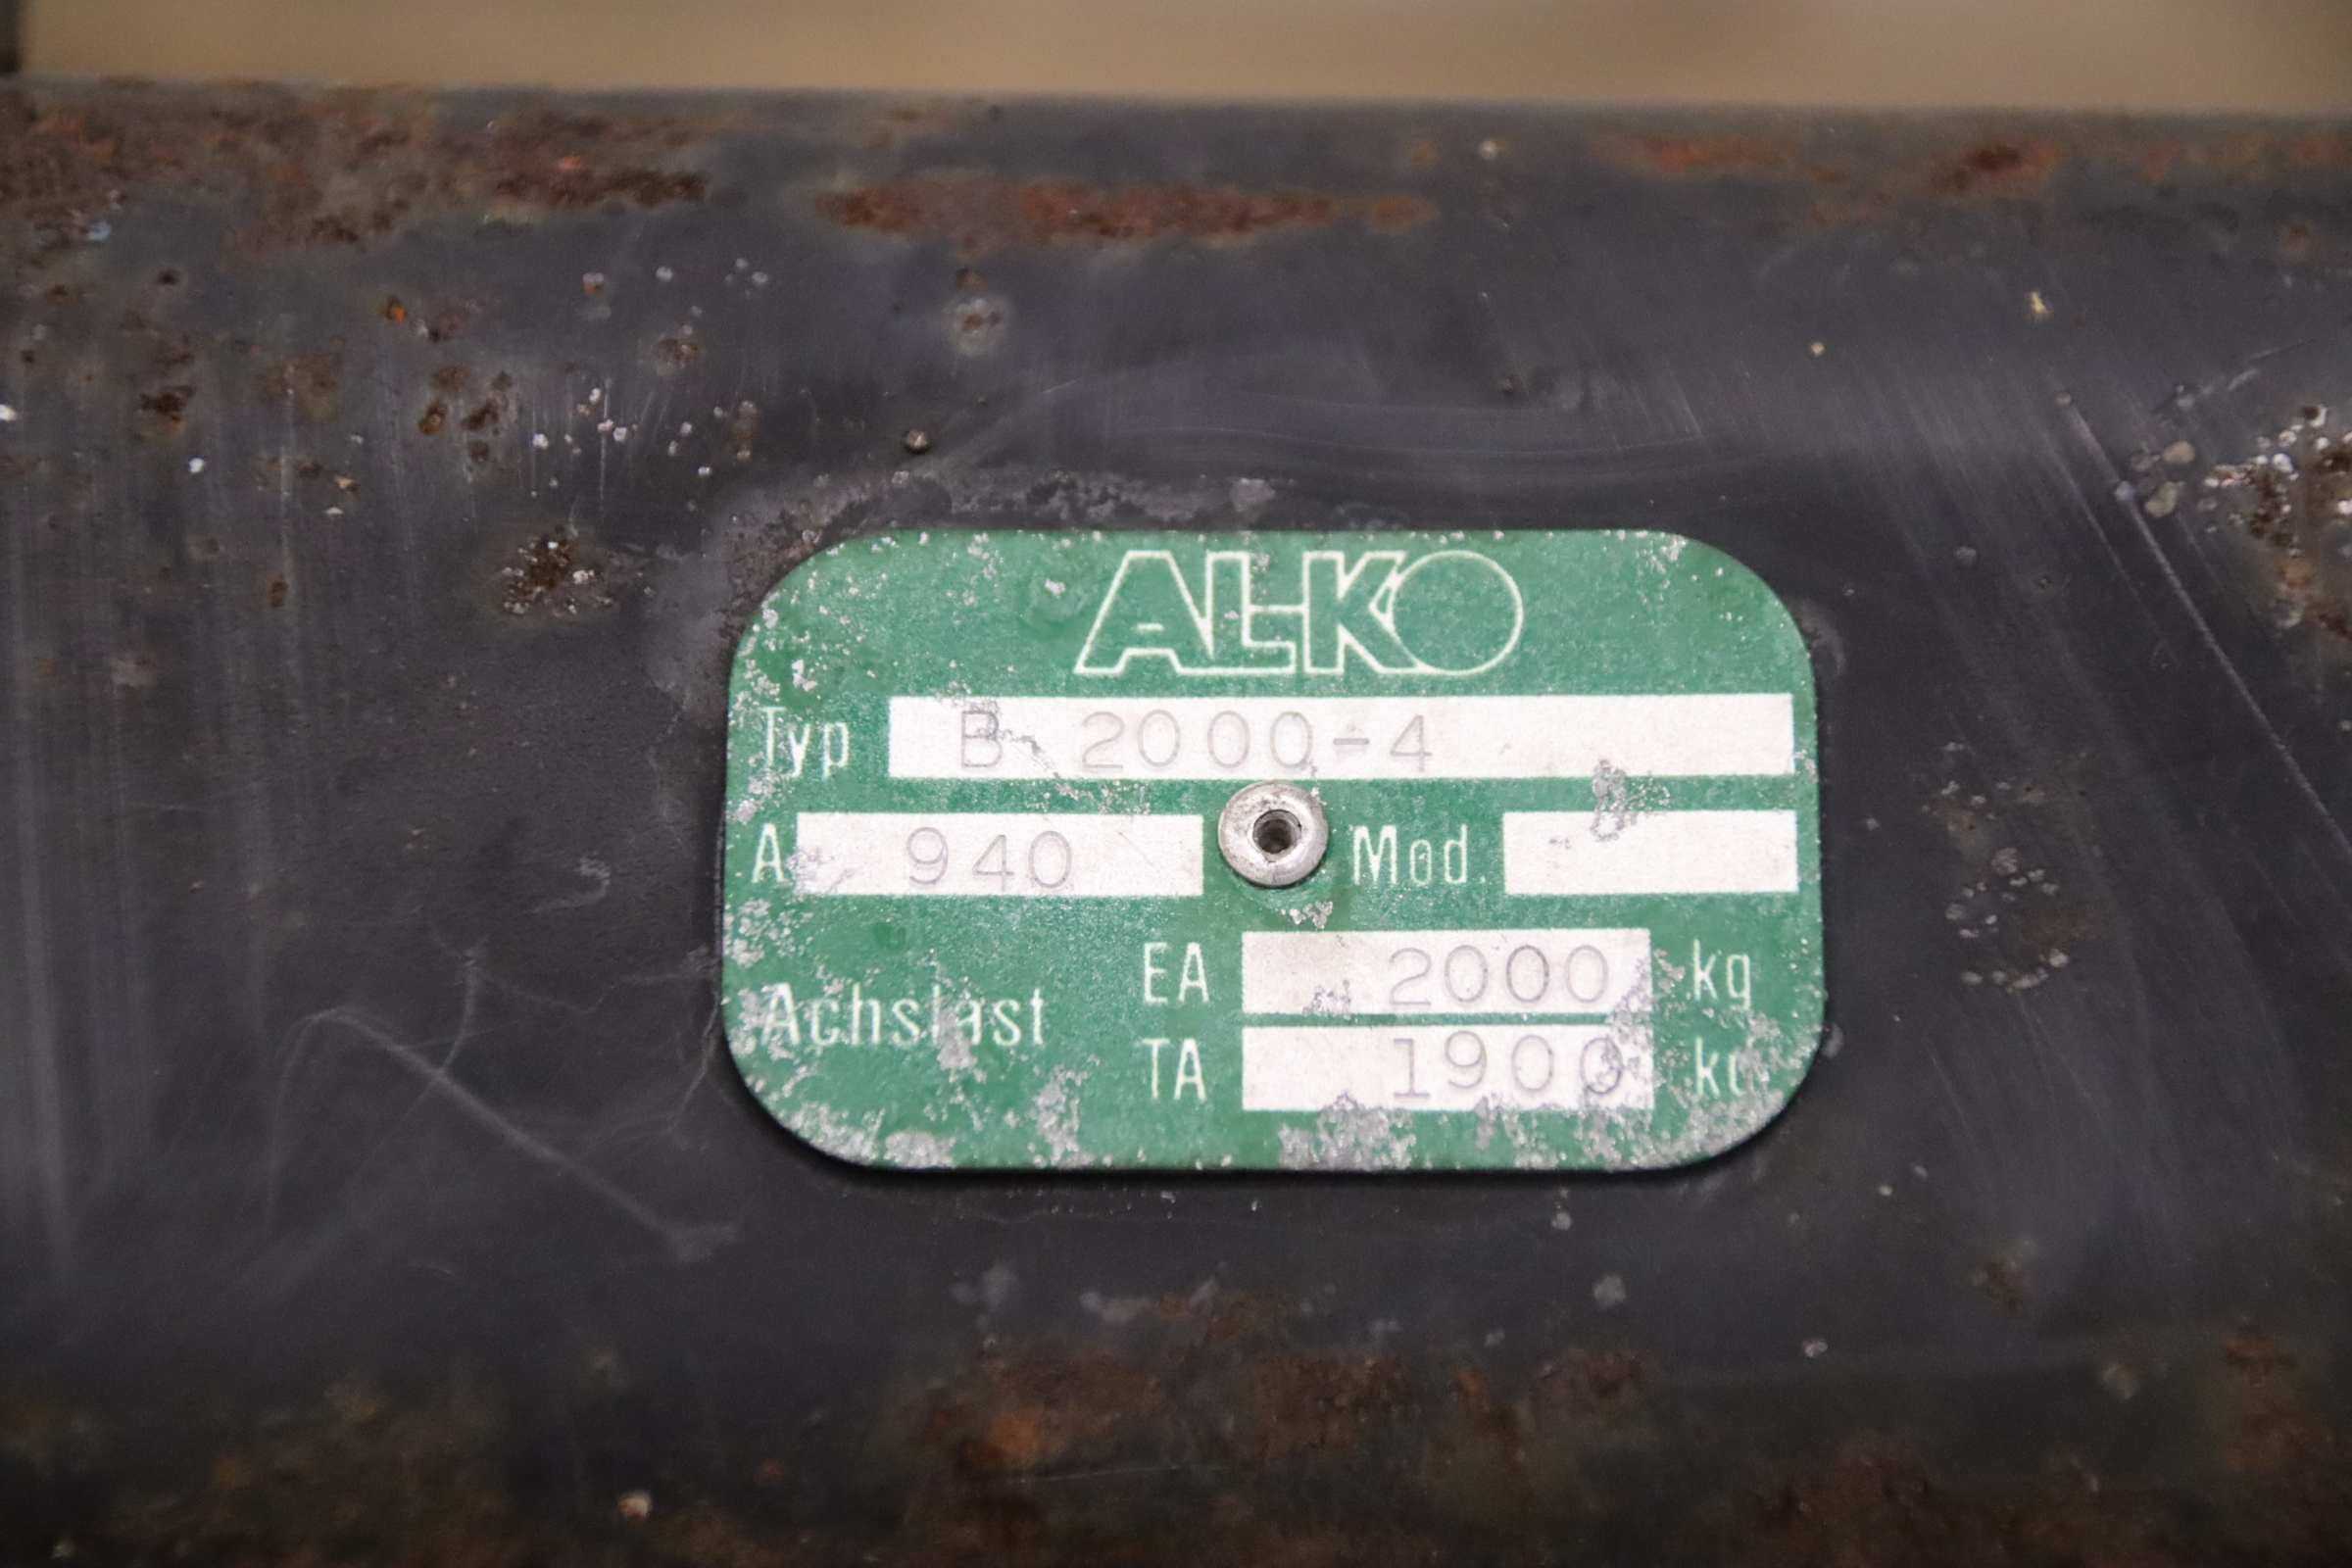 AL-KO
Typ B 2000-4
A 940 Mod.
Achslast
EA 2000 kg
TA 1900 kg